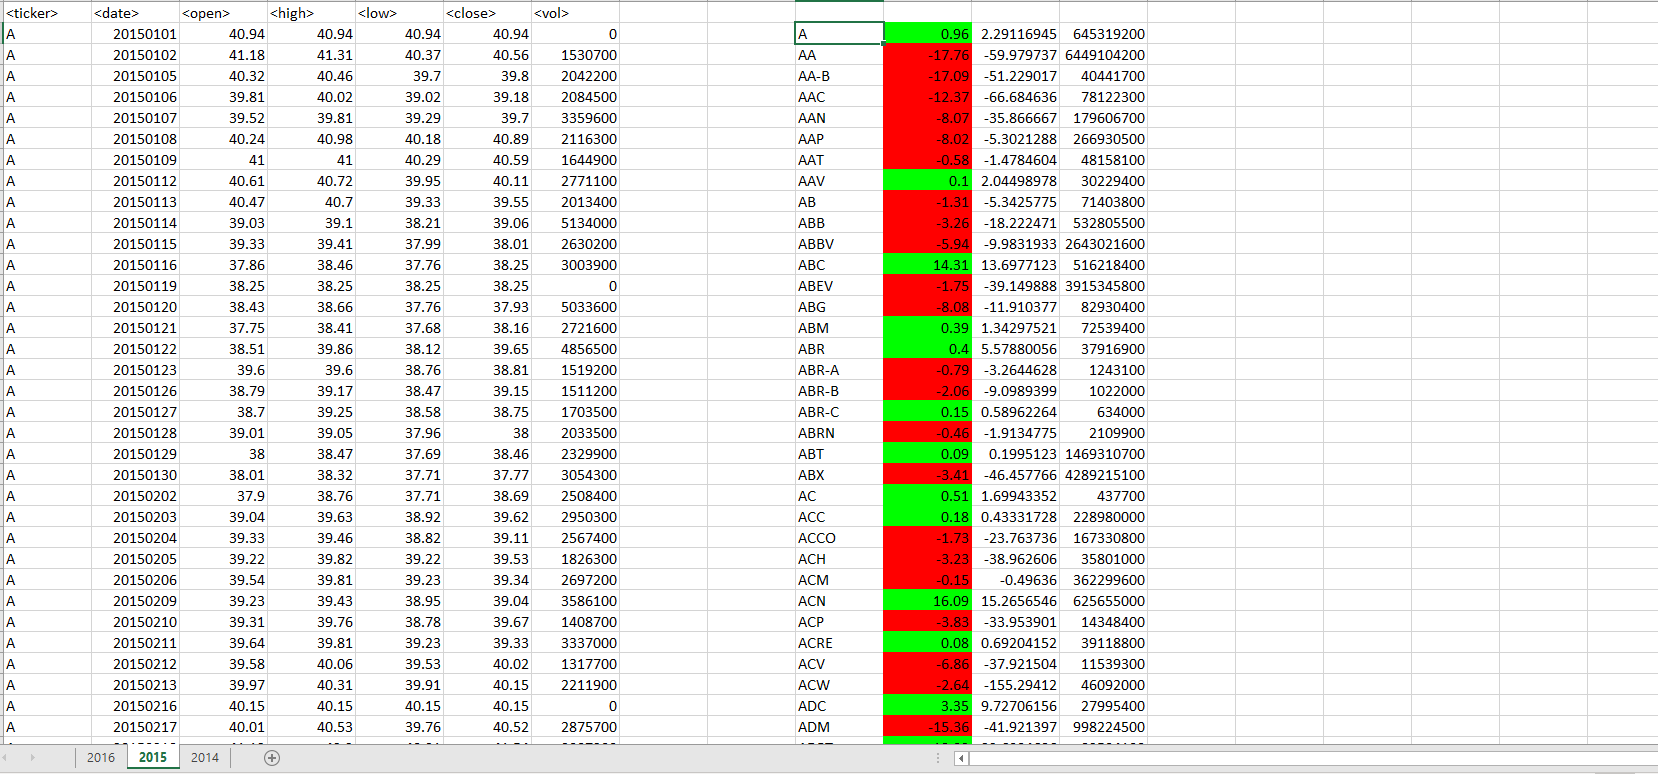 <ticker> <date> <open> <high> <low> <close> <vol>
A 20150101 40.94 40.94 40.94 40.94 0 A 0.96 2.29116945 645319200
A 20150102 41.18 41.31 40.37 40.56 1530700 AA -17.76 -59.979737 6449104200
A 20150105 40.32 40.46 39.7 39.8 2042200 AA-B -17.09 -51.229017 40441700
A 20150106 39.81 40.02 39.02 39.18 2084500 AAC -12.37 -66.684636 78122300
A 20150107 39.52 39.81 39.29 39.7 3359600 AAN -8.07 -35.866667 179606700
A 20150108 40.24 40.98 40.18 40.89 2116300 AAP -8.02 -5.3021288 266930500
A 20150109 41 41 40.29 40.59 1644900 AAT -0.58 -1.4784604 48158100
A 20150112 40.61 40.72 39.95 40.11 2771100 AAV 0.1 2.04498978 30229400
A 20150113 40.47 40.7 39.33 39.55 2013400 AB -1.31 -5.3425775 71403800
A 20150114 39.03 39.1 38.21 39.06 5134000 ABB -3.26 -18.222471 532805500
A 20150115 39.33 39.41 37.99 38.01 2630200 ABBV -5.94 -9.9831933 2643021600
A 20150116 37.86 38.46 37.76 38.25 3003900 ABC 14.31 13.6977123 516218400
A 20150119 38.25 38.25 38.25 38.25 0 ABEV -1.75 -39.149888 3915345800
A 20150120 38.43 38.66 37.76 37.93 5033600 ABG -8.08 -11.910377 82930400
A 20150121 37.75 38.41 37.68 38.16 2721600 ABM 0.39 1.34297521 72539400
A 20150122 38.51 39.86 38.12 39.65 4856500 ABR 0.4 5.57880056 37916900
A 20150123 39.6 39.6 38.76 38.81 1519200 ABR-A -0.79 -3.2644628 1243100
A 20150126 38.79 39.17 38.47 39.15 1511200 ABR-B -2.06 -9.0989399 1022000
A 20150127 38.7 39.25 38.58 38.75 1703500 ABR-C 0.15 0.58962264 634000
A 20150128 39.01 39.05 37.96 38 2033500 ABRN -0.46 -1.9134775 2109900
A 20150129 38 38.47 37.69 38.46 2329900 ABT 0.09 0.1995123 1469310700
A 20150130 38.01 38.32 37.71 37.77 3054300 ABX -3.41 -46.457766 4289215100
A 20150202 37.9 38.76 37.71 38.69 2508400 AC 0.51 1.69943352 437700
A 20150203 39.04 39.63 38.92 39.62 2950300 ACC 0.18 0.43331728 228980000
A 20150204 39.33 39.46 38.82 39.11 2567400 ACCO -1.73 -23.763736 167330800
A 20150205 39.22 39.82 39.22 39.53 1826300 ACH -3.23 -38.962606 35801000
A 20150206 39.54 39.81 39.23 39.34 2697200 ACM -0.15 -0.49636 362299600
A 20150209 39.23 39.43 38.95 39.04 3586100 ACN 16.09 15.2656546 625655000
A 20150210 39.31 39.76 38.78 39.67 1408700 ACP -3.83 -33.953901 14348400
A 20150211 39.64 39.81 39.23 39.33 3337000 ACRE 0.08 0.69204152 39118800
A 20150212 39.58 40.06 39.53 40.02 1317700 ACV -6.86 -37.921504 11539300
A 20150213 39.97 40.31 39.91 40.15 2211900 ACW -2.64 -155.29412 46092000
A 20150216 40.15 40.15 40.15 40.15 0 ADC 3.35 9.72706156 27995400
A 20150217 40.01 40.53 39.76 40.52 2875700 ADM -15.36 -41.921397 998224500
2016 2015 2014